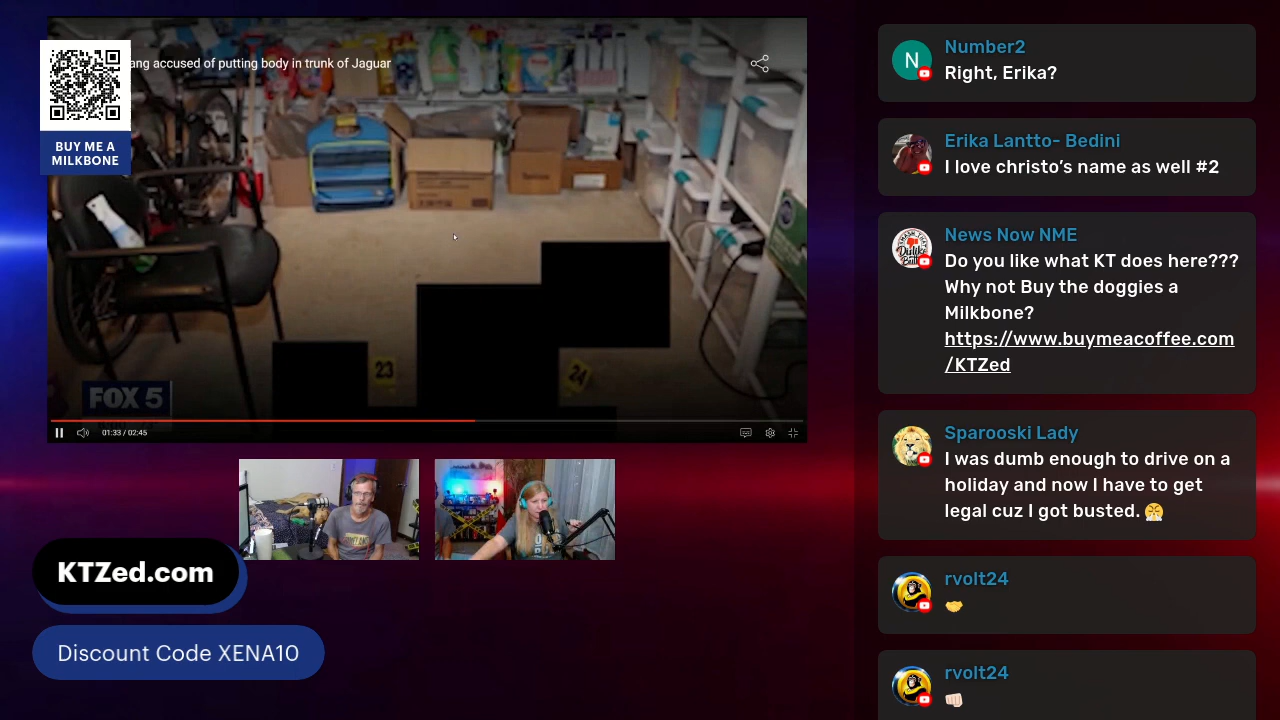 ang accused of putting body in trunk of Jaguar
BUY ME A
MILKBONE
23
24
FOX 5
01:33 / 02:45
KTZed.com
Discount Code XENA10
N
Number2
Right, Erika?
Erika Lantto- Bedini
I love christo’s name as well #2
News Now NME
Do you like what KT does here???
Why not Buy the doggies a
Milkbone?
https://www.buymeacoffee.com
/KTZed
Sparooski Lady
I was dumb enough to drive on a
holiday and now I have to get
legal cuz I got busted. 😤
rvolt24
🤝
rvolt24
👊🏻